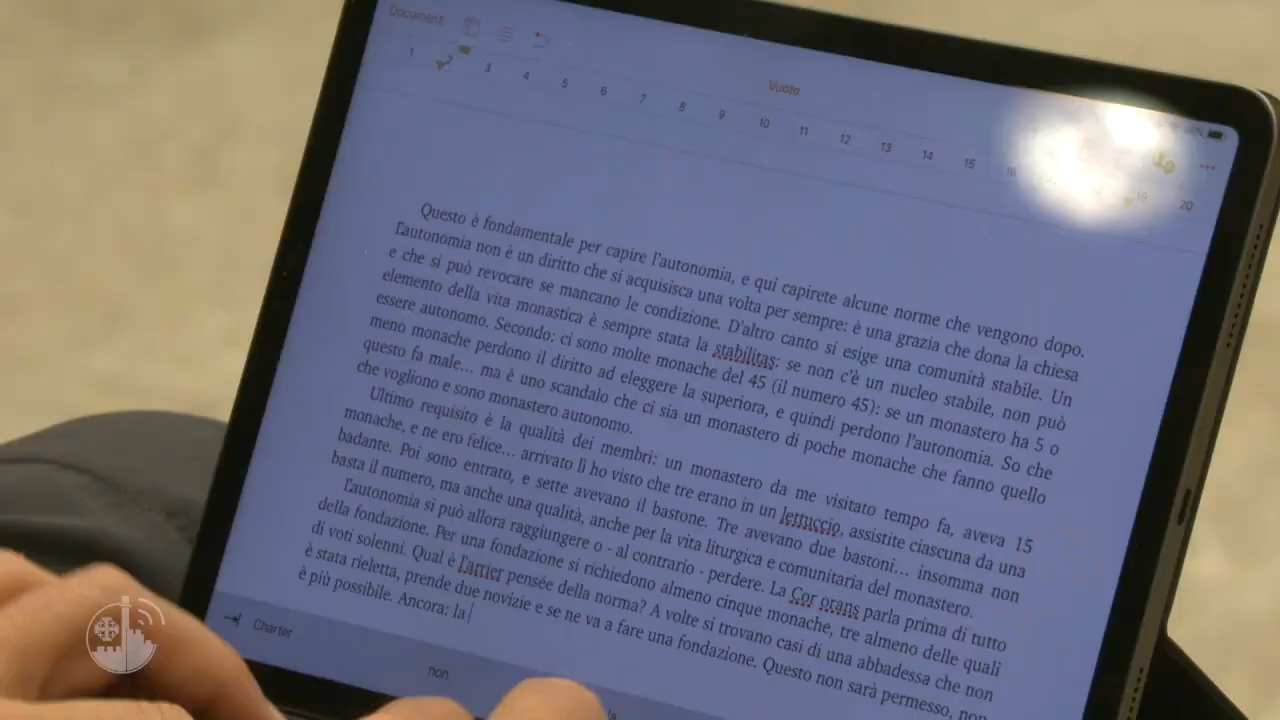 Documenti
1 2 3 4 5 6 7 8 9 10 11 12 13 14 15 16 19 20
Vuota
Questo è fondamentale per capire l'autonomia, e qui capirete alcune norme che vengono dopo.
L'autonomia non è un diritto che si acquisisca una volta per sempre: è una grazia che dona la chiesa
e che si può revocare se mancano le condizione. D'altro canto si esige una comunità stabile. Un
elemento della vita monastica è sempre stata la stabilitas: se non c'è un nucleo stabile, non può
essere autonomo. Secondo: ci sono molte monache del 45 (il numero 45): se un monastero ha 5 o
meno monache perdono il diritto ad eleggere la superiora, e quindi perdono l'autonomia. So che
questo fa male... ma è uno scandalo che ci sia un monastero di poche monache che fanno quello
che vogliono e sono monastero autonomo.
Ultimo requisito è la qualità dei membri: un monastero da me visitato tempo fa, aveva 15
monache, e ne ero felice... arrivato lì ho visto che tre erano in un lettuccio, assistite ciascuna da una
badante. Poi sono entrato, e sette avevano il bastone. Tre avevano due bastoni... insomma non
basta il numero, ma anche una qualità, anche per la vita liturgica e comunitaria del monastero.
L'autonomia si può allora raggiungere o - al contrario - perdere. La Cor orans parla prima di tutto
della fondazione. Per una fondazione si richiedono almeno cinque monache, tre almeno delle quali
di voti solenni. Qual è l'arrier pensée della norma? A volte si trovano casi di una abbadessa che non
è stata rieletta, prende due novizie e se ne va a fare una fondazione. Questo non sarà permesso, non
è più possibile. Ancora: la
Charter
non
la